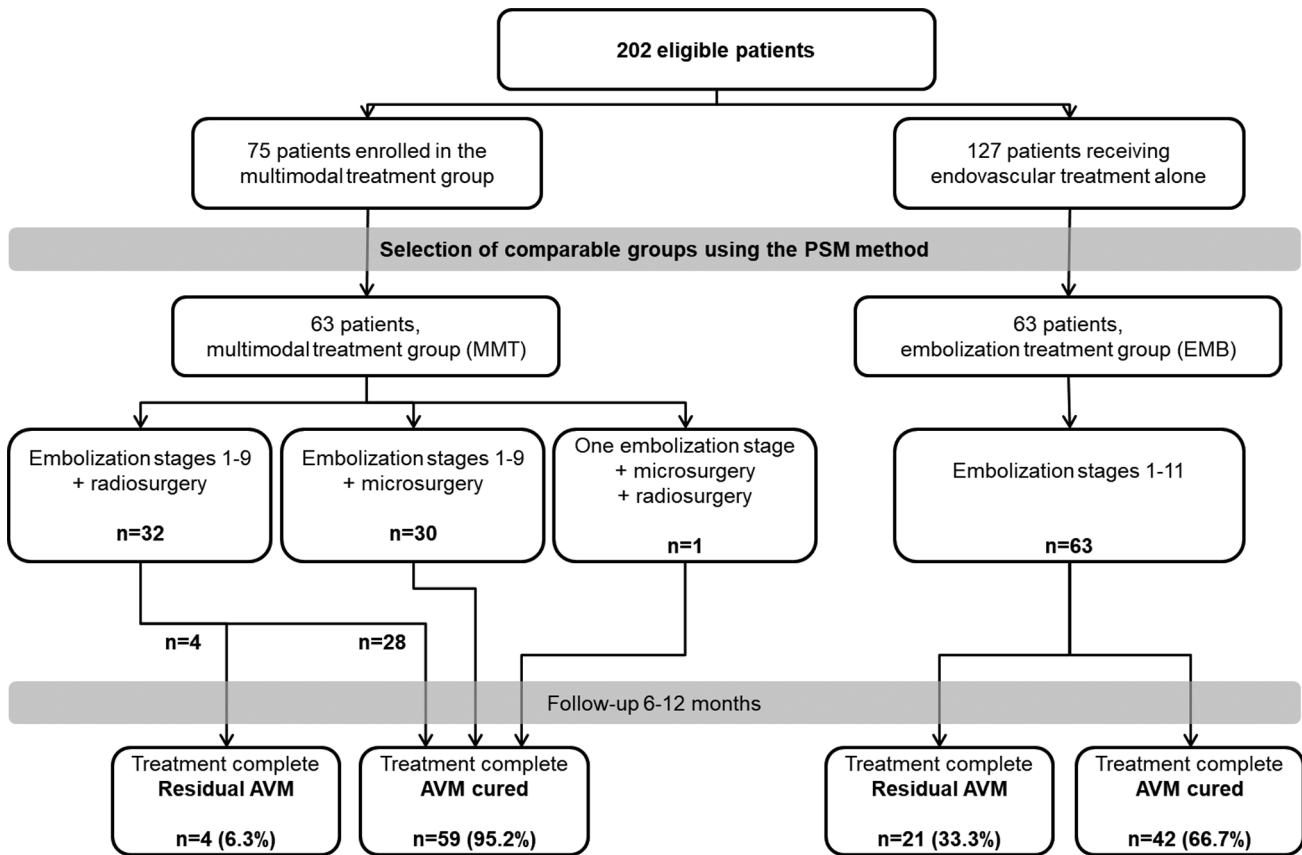 202 eligible patients
75 patients enrolled in the
multimodal treatment group
127 patients receiving
endovascular treatment alone
Selection of comparable groups using the PSM method
63 patients,
multimodal treatment group (MMT)
63 patients,
embolization treatment group (EMB)
Embolization stages 1-9
+ radiosurgery
n=32
Embolization stages 1-9
+ microsurgery
n=30
One embolization stage
+ microsurgery
+ radiosurgery
n=1
Embolization stages 1-11
n=63
n=4
n=28
Follow-up 6-12 months
Treatment complete
Residual AVM
n=4 (6.3%)
Treatment complete
AVM cured
n=59 (95.2%)
Treatment complete
Residual AVM
n=21 (33.3%)
Treatment complete
AVM cured
n=42 (66.7%)